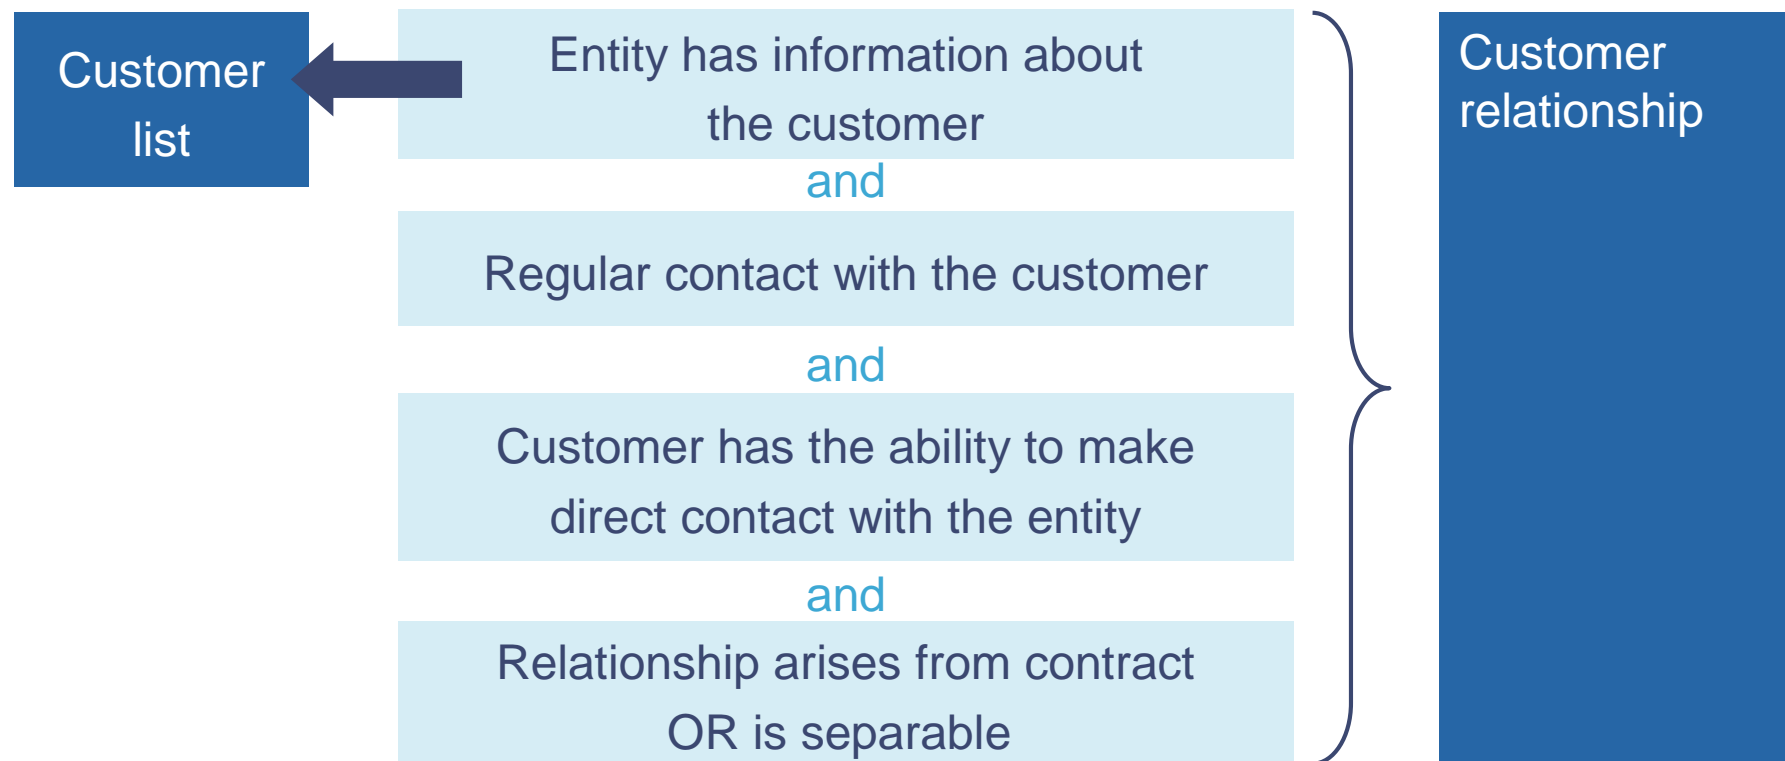 Customer
list
Entity has information about
the customer
and
Regular contact with the customer
and
Customer has the ability to make
direct contact with the entity
and
Relationship arises from contract
OR is separable
Customer
relationship